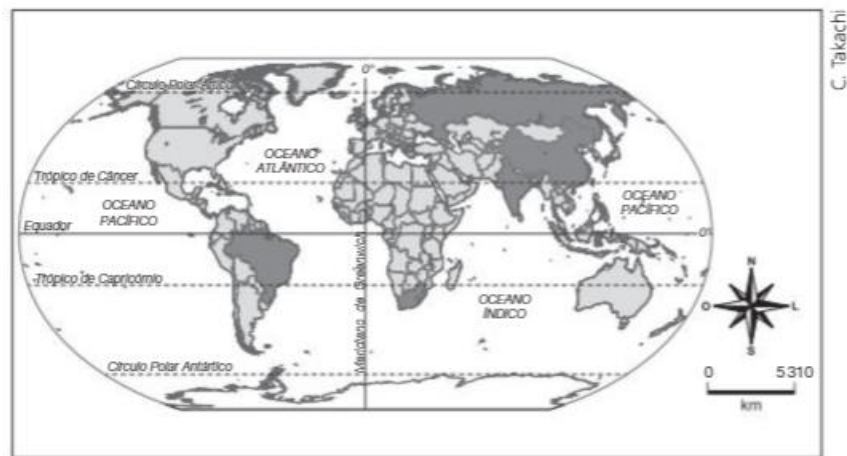 C. Takachi
0°
Círculo Polar Ártico
OCEANO
ATLÂNTICO
Trópico de Câncer
OCEANO
PACÍFICO
OCEANO
PACÍFICO
Equador
0°
Trópico de Capricórnio
Meridiano de Greenwich
OCEANO
ÍNDICO
Círculo Polar Antártico
N
O
L
S
0
5310
km